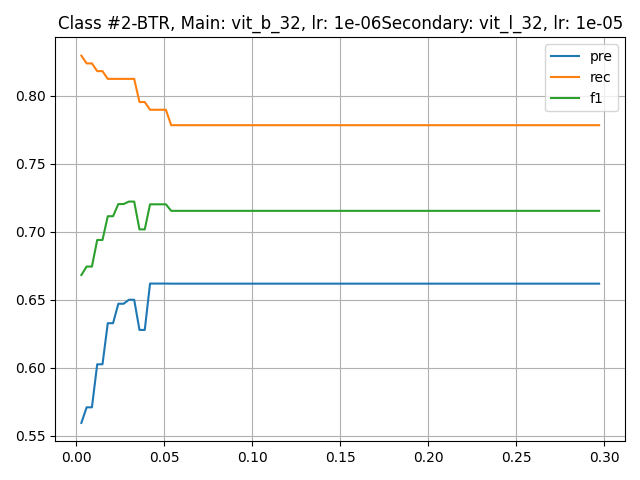 Class #2-BTR, Main: vit_b_32, lr: 1e-06Secondary: vit_l_32, lr: 1e-05
pre
rec
f1
0.80
0.75
0.70
0.65
0.60
0.55
0.00 0.05 0.10 0.15 0.20 0.25 0.30